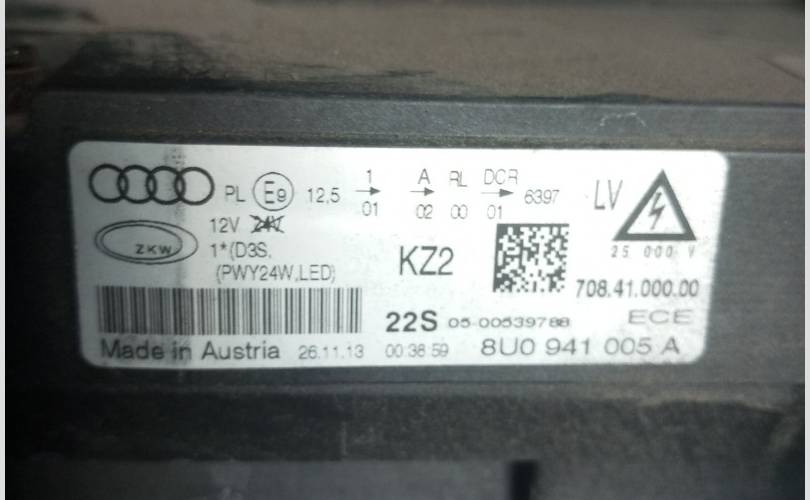 PL E9 12,5 1 01 A 02 RL 00 DCR 01 6397 LV
12V 24V
ZKW
1*(D3S,
(PWY24W,LED)
KZ2
25 000 V
708.41.000.00
22S 05-00539788 ECE
Made in Austria 26.11.13 00:38:59 8U0 941 005 A